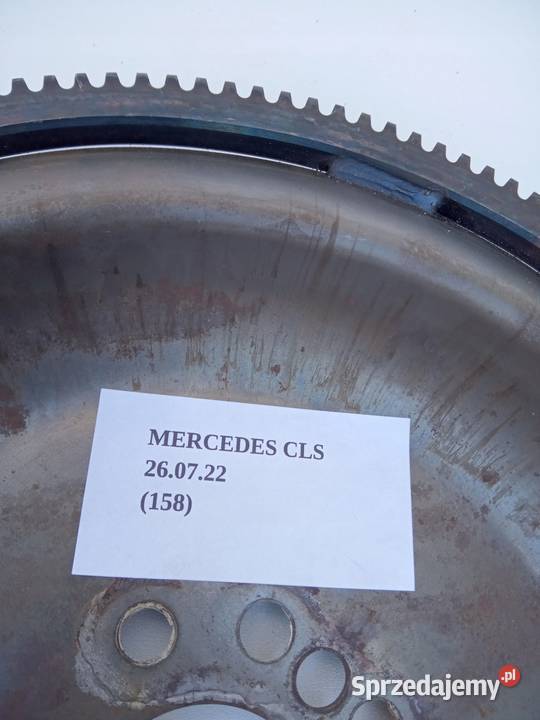 MERCEDES CLS
26.07.22
(158)
Sprzedajemy.pl